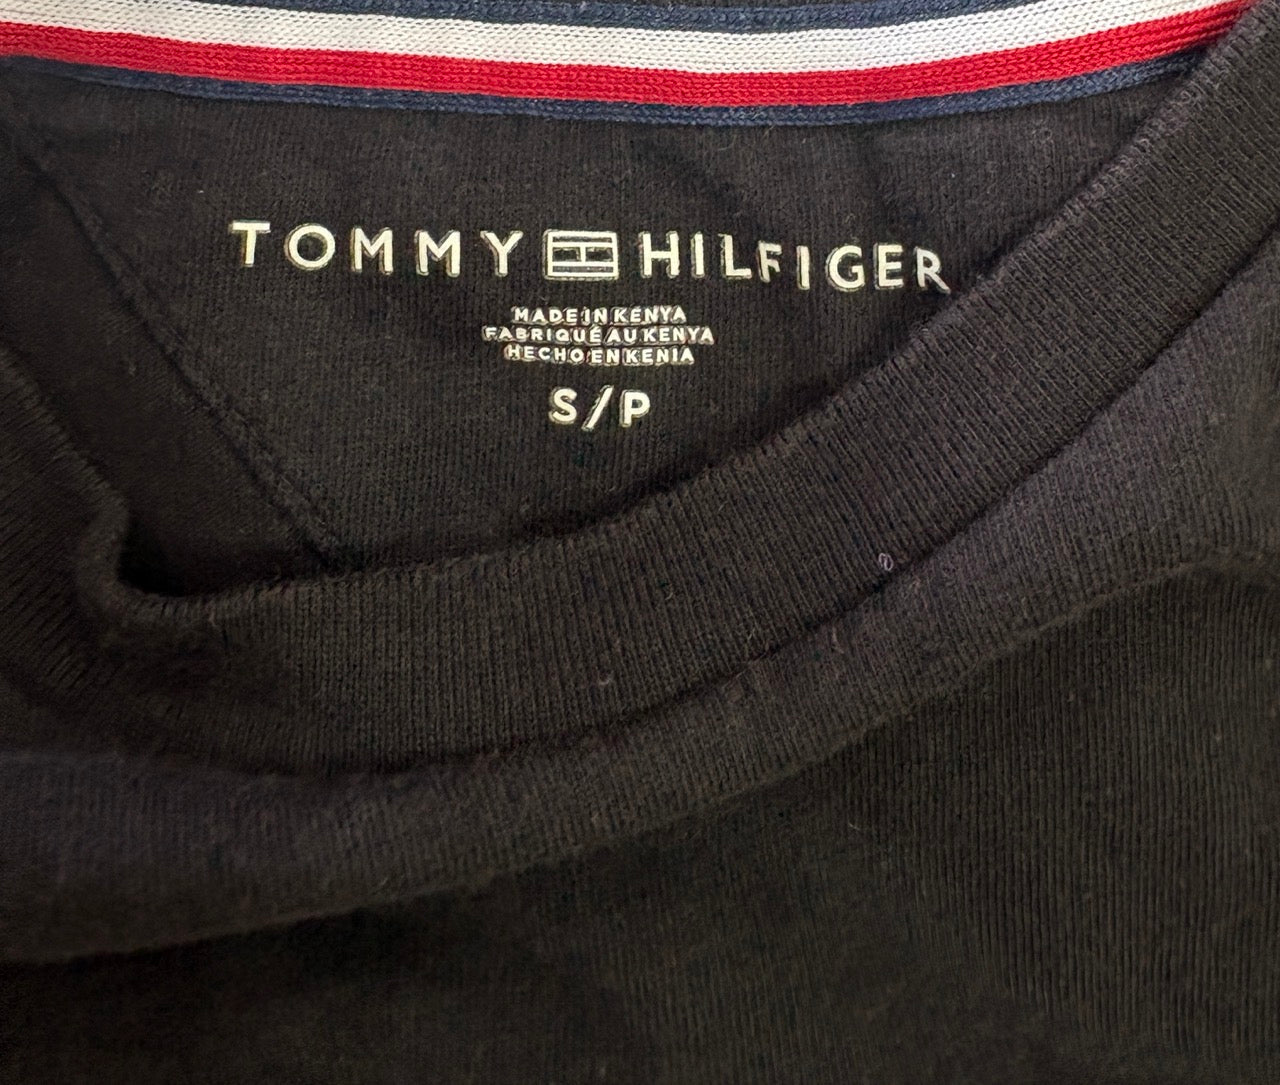 TOMMY HILFIGER
MADE IN KENYA
FABRIQUÉ AU KENYA
HECHO EN KENIA
S/P